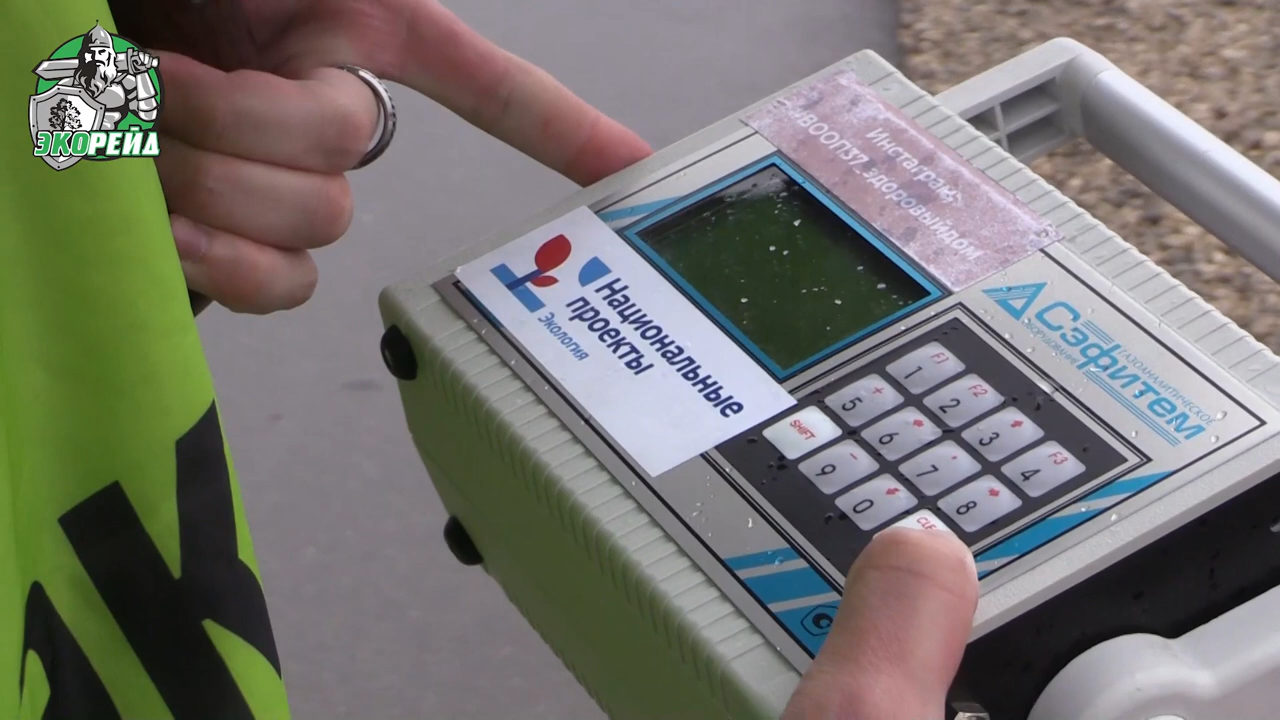 ЭКОРЕЙД
Инстаграм
ВООП37_здоровыйдом
Национальные
проекты
Экология
Сэфитем
ГАЗОАНАЛИТИЧЕСКОЕ
ОБОРУДОВАНИЕ
F1
1
F2
2
3
F3
4
+
5
6
7
8
SHIFT
-
9
0
CLE